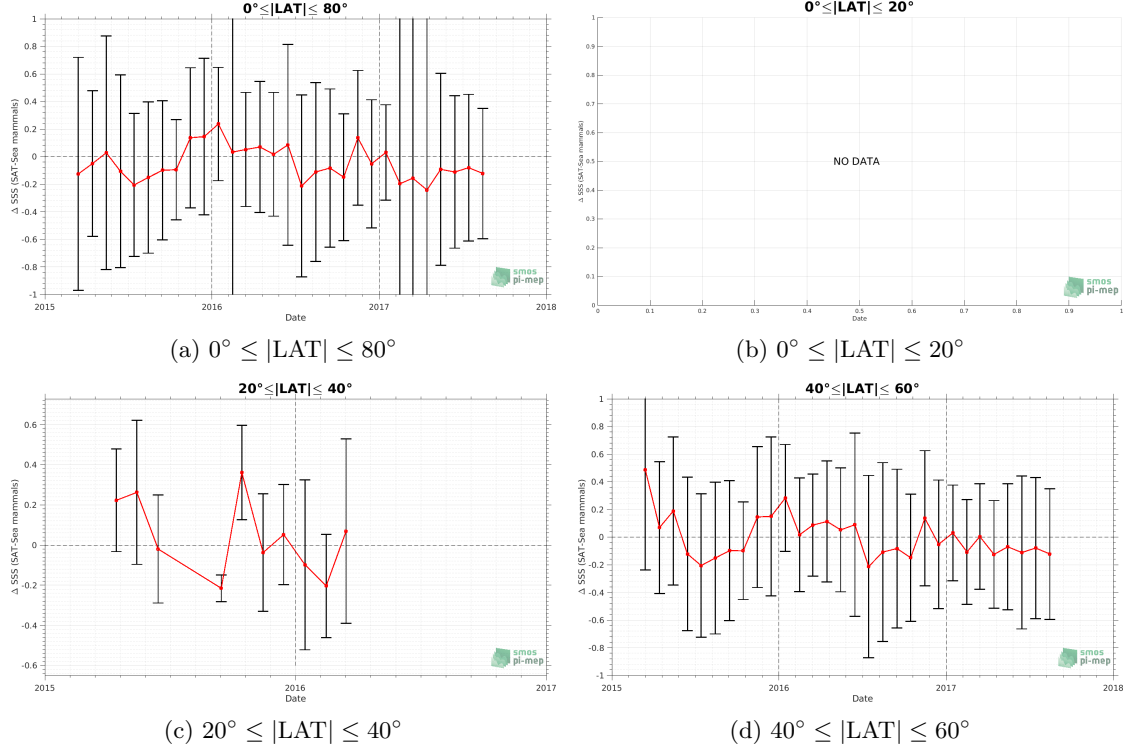 0°≤|LAT|≤ 80°
Δ SSS (SAT-Sea mammals)
1
0.8
0.6
0.4
0.2
0
-0.2
-0.4
-0.6
-0.8
-1
2015 2016 2017 2018
Date
smos
pi-mep
(a) 0° ≤ |LAT| ≤ 80°
0°≤|LAT|≤ 20°
Δ SSS (SAT-Sea mammals)
1
0.9
0.8
0.7
0.6
0.5
0.4
0.3
0.2
0.1
0
NO DATA
0 0.1 0.2 0.3 0.4 0.5 0.6 0.7 0.8 0.9 1
Date
smos
pi-mep
(b) 0° ≤ |LAT| ≤ 20°
20°≤|LAT|≤ 40°
Δ SSS (SAT-Sea mammals)
0.6
0.4
0.2
0
-0.2
-0.4
-0.6
2015 2016 2017
Date
smos
pi-mep
(c) 20° ≤ |LAT| ≤ 40°
40°≤|LAT|≤ 60°
Δ SSS (SAT-Sea mammals)
1
0.8
0.6
0.4
0.2
0
-0.2
-0.4
-0.6
-0.8
-1
2015 2016 2017 2018
Date
smos
pi-mep
(d) 40° ≤ |LAT| ≤ 60°